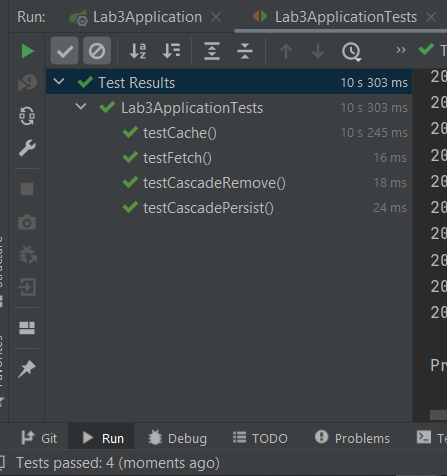 Run: Lab3Application × Lab3ApplicationTests ×
» T
Test Results 10 s 303 ms
Lab3ApplicationTests 10 s 303 ms
testCache() 10 s 245 ms
testFetch() 16 ms
testCascadeRemove() 18 ms
testCascadePersist() 24 ms
20
20
20
20
20
20
20
20
20
20
Pr
Structure
Favorites
Git Run Debug TODO Problems Te
Tests passed: 4 (moments ago)